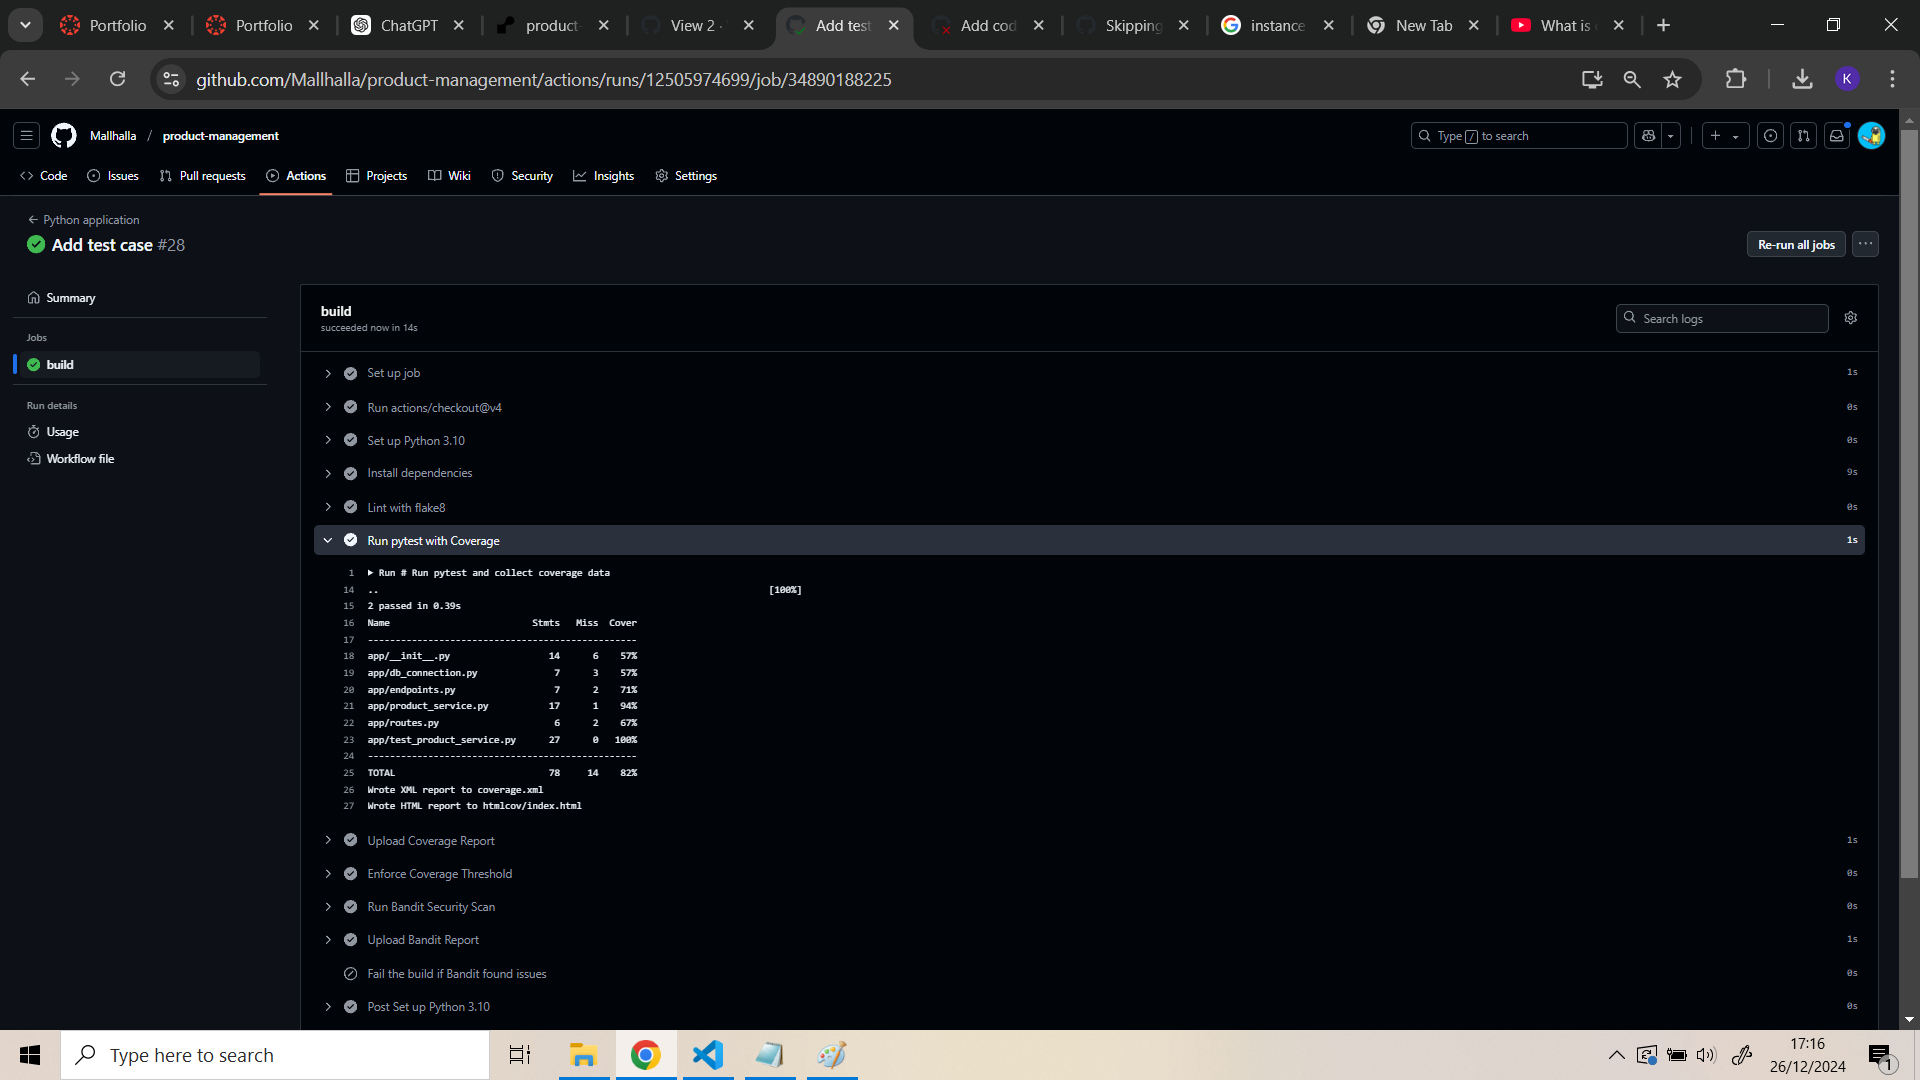 Portfolio
Portfolio
ChatGPT
product-
View 2 ·
Add test
Add cod
Skipping
instance
New Tab
What is
github.com/Mallhalla/product-management/actions/runs/12505974699/job/34890188225
K
Mallhalla / product-management
Type / to search
Code
Issues
Pull requests
Actions
Projects
Wiki
Security
Insights
Settings
Python application
Add test case #28
Re-run all jobs
Summary
Jobs
build
Run details
Usage
Workflow file
build
succeeded now in 14s
Search logs
Set up job 1s
Run actions/checkout@v4 0s
Set up Python 3.10 0s
Install dependencies 9s
Lint with flake8 0s
Run pytest with Coverage 1s
1 Run # Run pytest and collect coverage data
14 .. [100%]
15 2 passed in 0.39s
16 Name Stmts Miss Cover
17 -------------------------------------------------
18 app/__init__.py 14 6 57%
19 app/db_connection.py 7 3 57%
20 app/endpoints.py 7 2 71%
21 app/product_service.py 17 1 94%
22 app/routes.py 6 2 67%
23 app/test_product_service.py 27 0 100%
24 -------------------------------------------------
25 TOTAL 78 14 82%
26 Wrote XML report to coverage.xml
27 Wrote HTML report to htmlcov/index.html
Upload Coverage Report 1s
Enforce Coverage Threshold 0s
Run Bandit Security Scan 0s
Upload Bandit Report 1s
Fail the build if Bandit found issues 0s
Post Set up Python 3.10 0s
Type here to search
17:16
26/12/2024
1